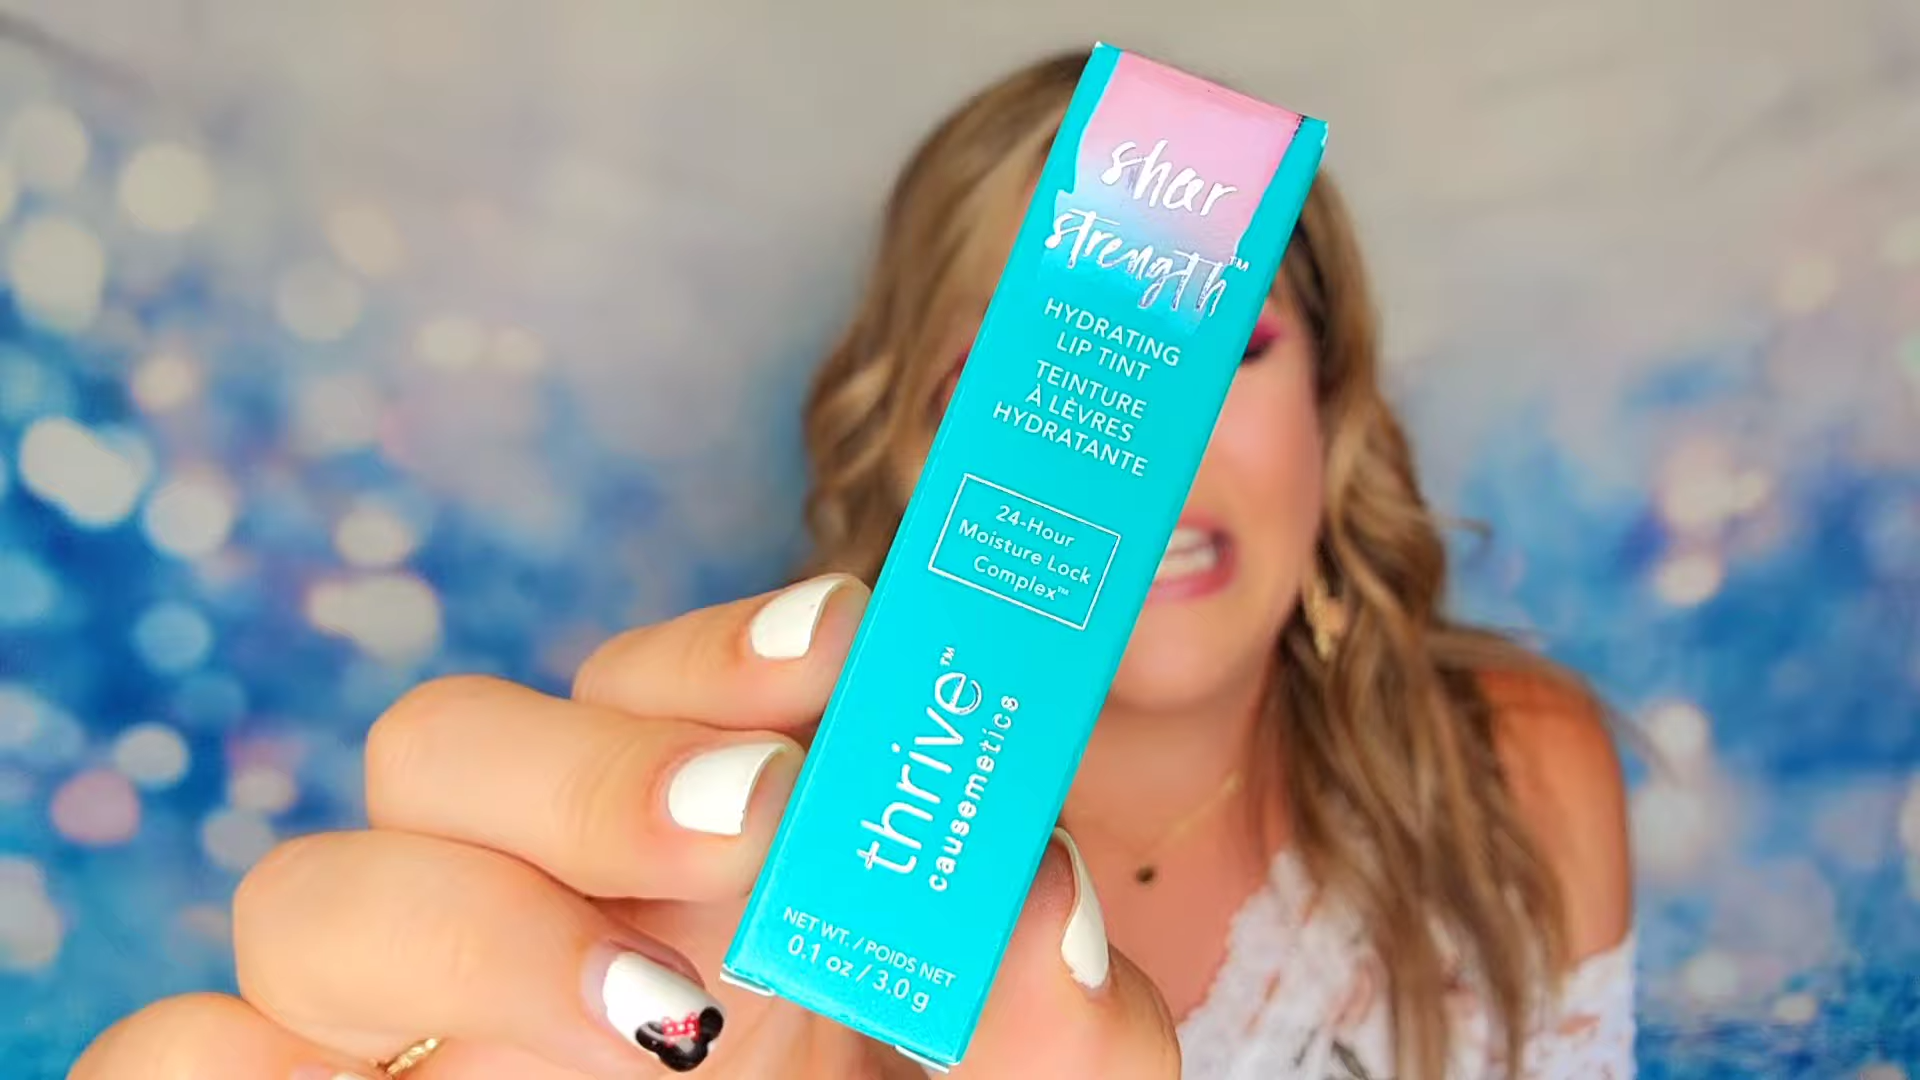 sheer
strength™
HYDRATING
LIP TINT
TEINTURE
À LÈVRES
HYDRATANTE
24-Hour
Moisture Lock
Complex™
thrive™
causemetics
NET WT. / POIDS NET
0.1 oz / 3.0 g